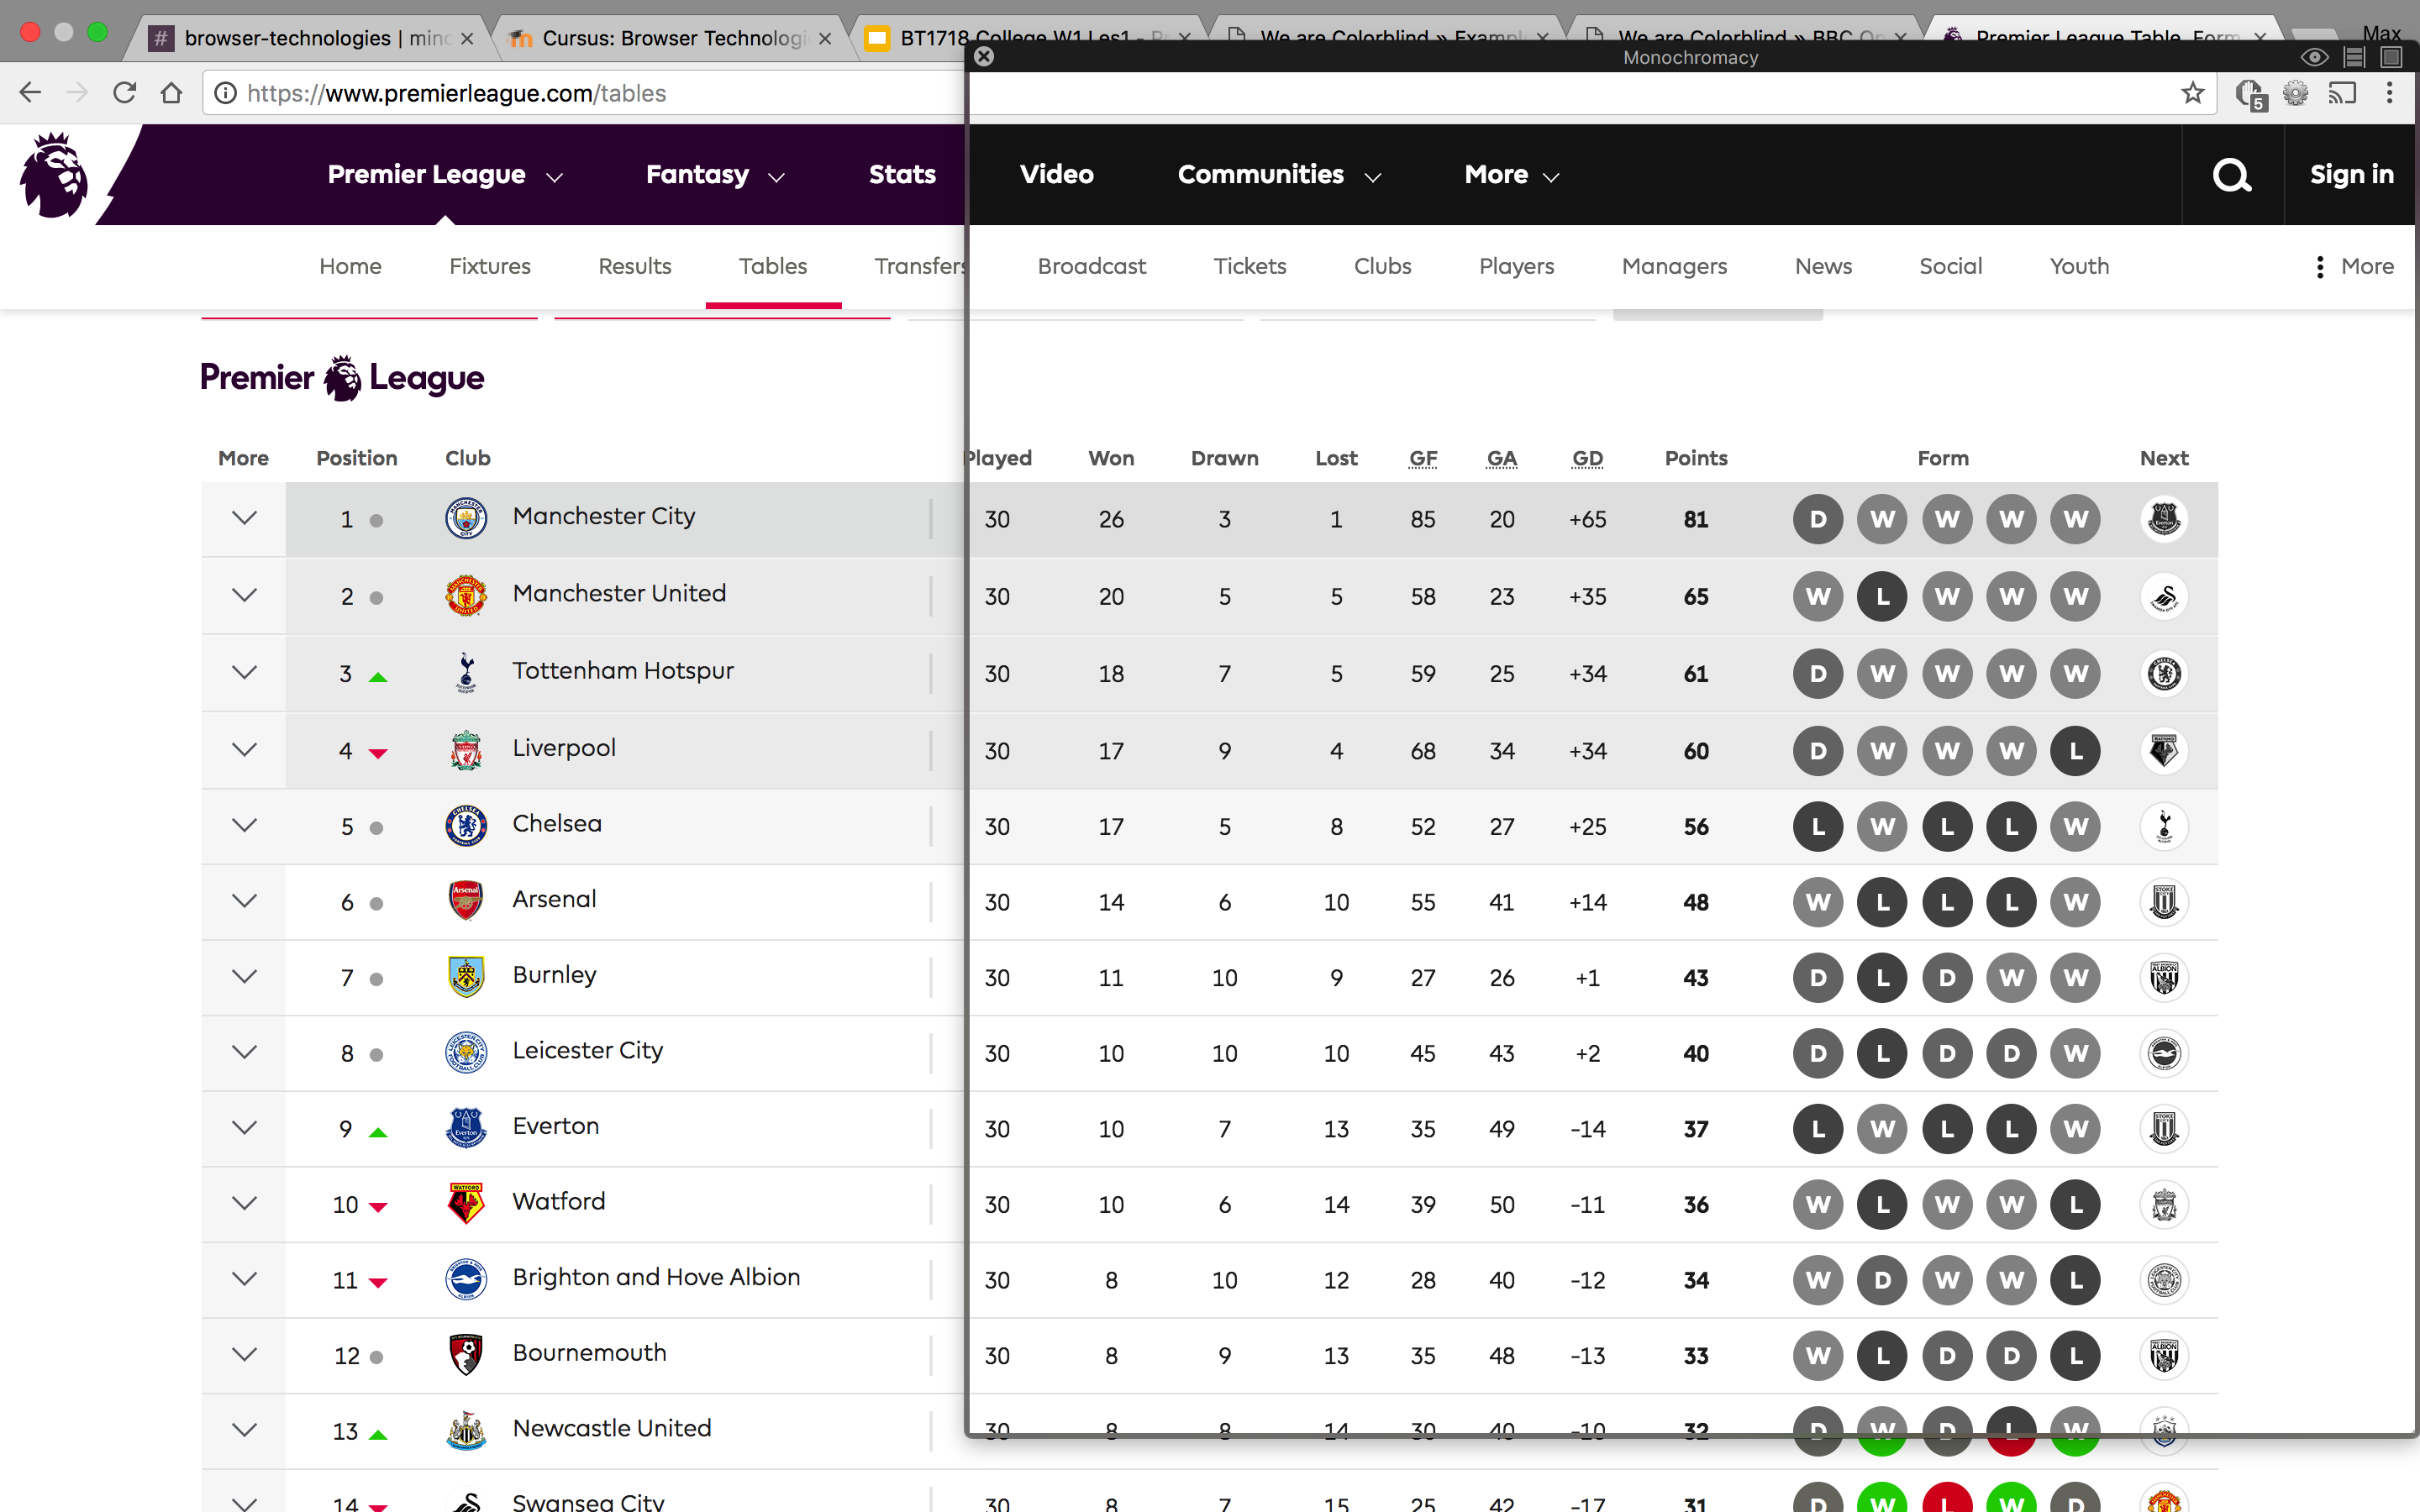 browser-technologies | minc
Cursus: Browser Technologi
BT1718 College W1 Les1 - Pr
We are Colorblind » Exampl
We are Colorblind » BBC Op
Premier League Table, Form
Max
Monochromacy
https://www.premierleague.com/tables
5
Premier League Fantasy Stats Video Communities More Sign in
Home Fixtures Results Tables Transfers Broadcast Tickets Clubs Players Managers News Social Youth More
Premier League
More Position Club Played Won Drawn Lost GF GA GD Points Form Next
1 Manchester City 30 26 3 1 85 20 +65 81 D W W W W
2 Manchester United 30 20 5 5 58 23 +35 65 W L W W W
3 Tottenham Hotspur 30 18 7 5 59 25 +34 61 D W W W W
4 Liverpool 30 17 9 4 68 34 +34 60 D W W W L
5 Chelsea 30 17 5 8 52 27 +25 56 L W L L W
6 Arsenal 30 14 6 10 55 41 +14 48 W L L L W
7 Burnley 30 11 10 9 27 26 +1 43 D L D W W
8 Leicester City 30 10 10 10 45 43 +2 40 D L D D W
9 Everton 30 10 7 13 35 49 -14 37 L W L L W
10 Watford 30 10 6 14 39 50 -11 36 W L W W L
11 Brighton and Hove Albion 30 8 10 12 28 40 -12 34 W D W W L
12 Bournemouth 30 8 9 13 35 48 -13 33 W L D D L
13 Newcastle United 30 8 8 14 30 40 -10 32 D W D L W
14 Swansea City 30 8 7 15 25 42 -17 31 D W L W D